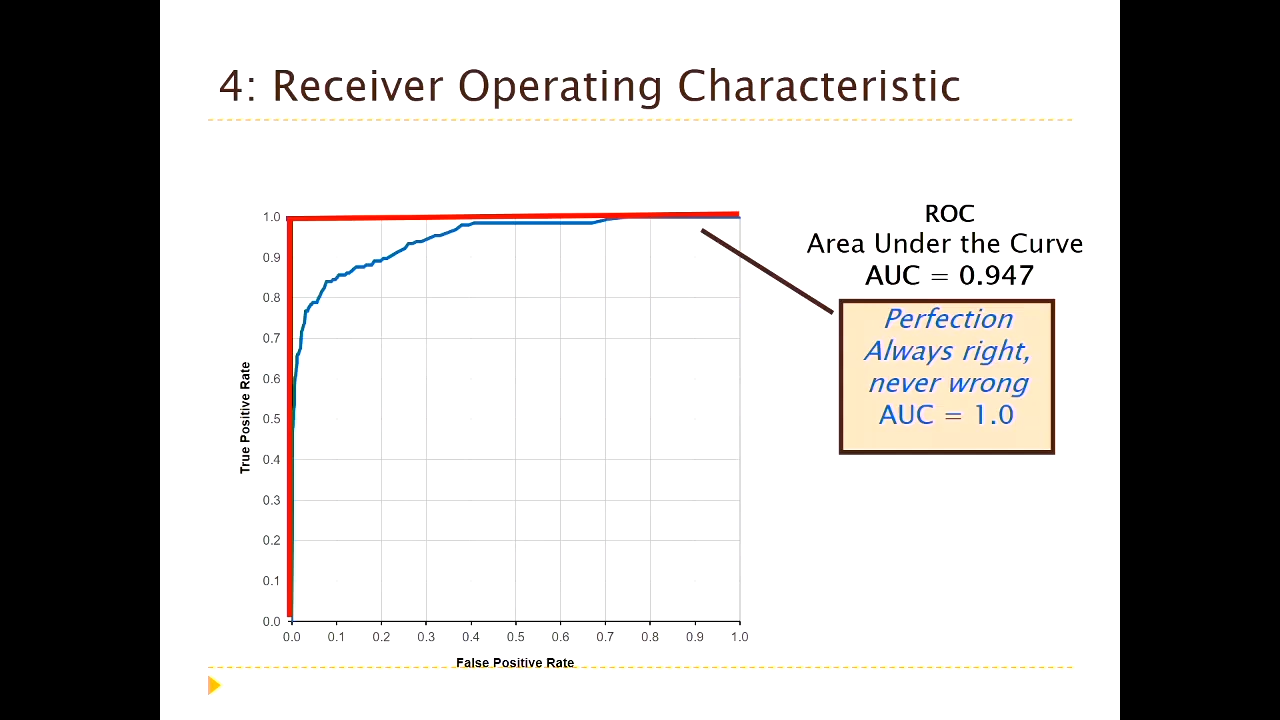 4: Receiver Operating Characteristic
ROC
Area Under the Curve
AUC = 0.947
Perfection
Always right,
never wrong
AUC = 1.0
True Positive Rate
1.0
0.9
0.8
0.7
0.6
0.5
0.4
0.3
0.2
0.1
0.0
0.0 0.1 0.2 0.3 0.4 0.5 0.6 0.7 0.8 0.9 1.0
False Positive Rate